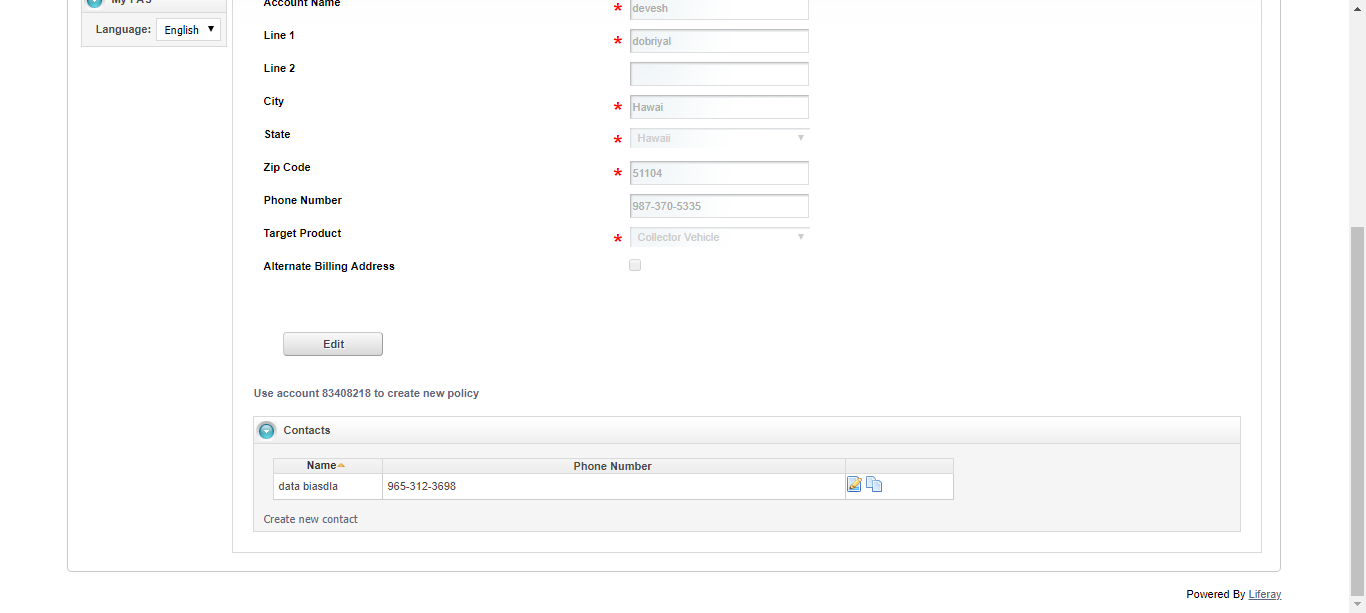 My PAS
Language: English
Account Name * devesh
Line 1 * dobriyal
Line 2
City * Hawai
State * Hawaii
Zip Code * 51104
Phone Number 987-370-5335
Target Product * Collector Vehicle
Alternate Billing Address
Edit
Use account 83408218 to create new policy
Contacts
Name Phone Number
data biasdla 965-312-3698
Create new contact
Powered By Liferay